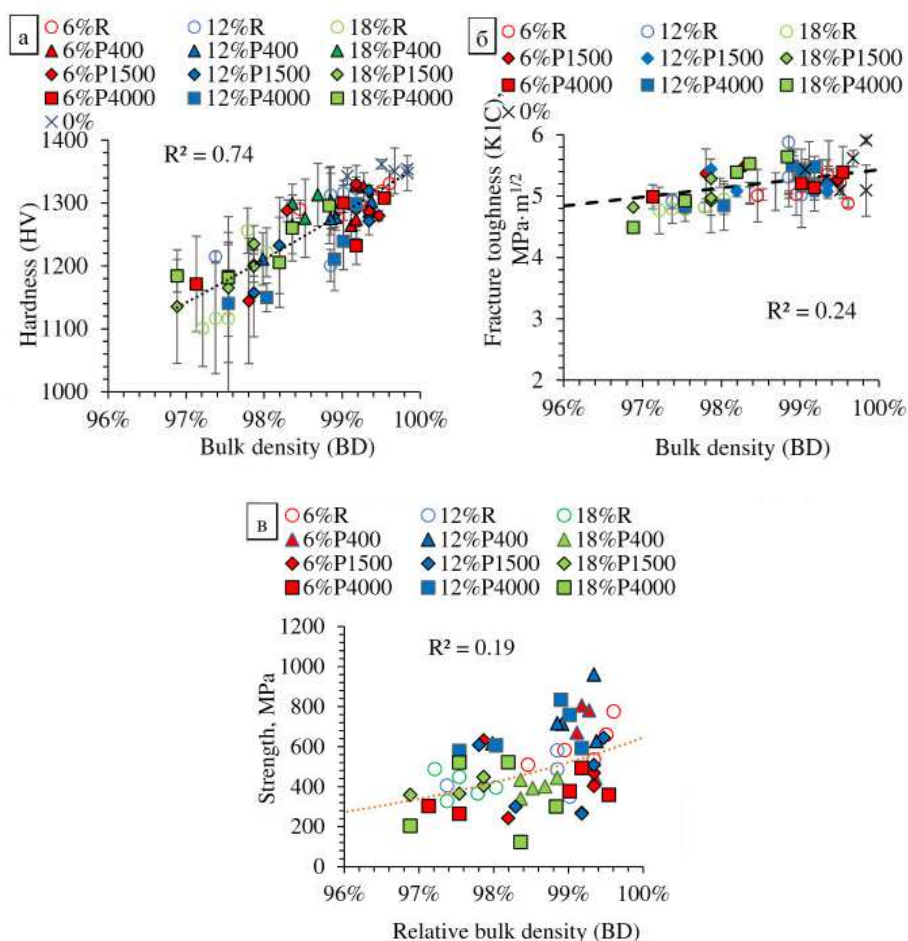 а
6%R 12%R 18%R
6%P400 12%P400 18%P400
6%P1500 12%P1500 18%P1500
6%P4000 12%P4000 18%P4000
0%
R² = 0.74
Hardness (HV)
1400
1300
1200
1100
1000
96% 97% 98% 99% 100%
Bulk density (BD)
б
6%R 12%R 18%R
6%P1500 12%P1500 18%P1500
6%P4000 12%P4000 18%P4000
0%
Fracture toughness (K1C)
MPa·m^1/2
6
5
4
3
2
R² = 0.24
96% 97% 98% 99% 100%
Bulk density (BD)
в
6%R 12%R 18%R
6%P400 12%P400 18%P400
6%P1500 12%P1500 18%P1500
6%P4000 12%P4000 18%P4000
R² = 0.19
Strength, MPa
1200
1000
800
600
400
200
0
96% 97% 98% 99% 100%
Relative bulk density (BD)